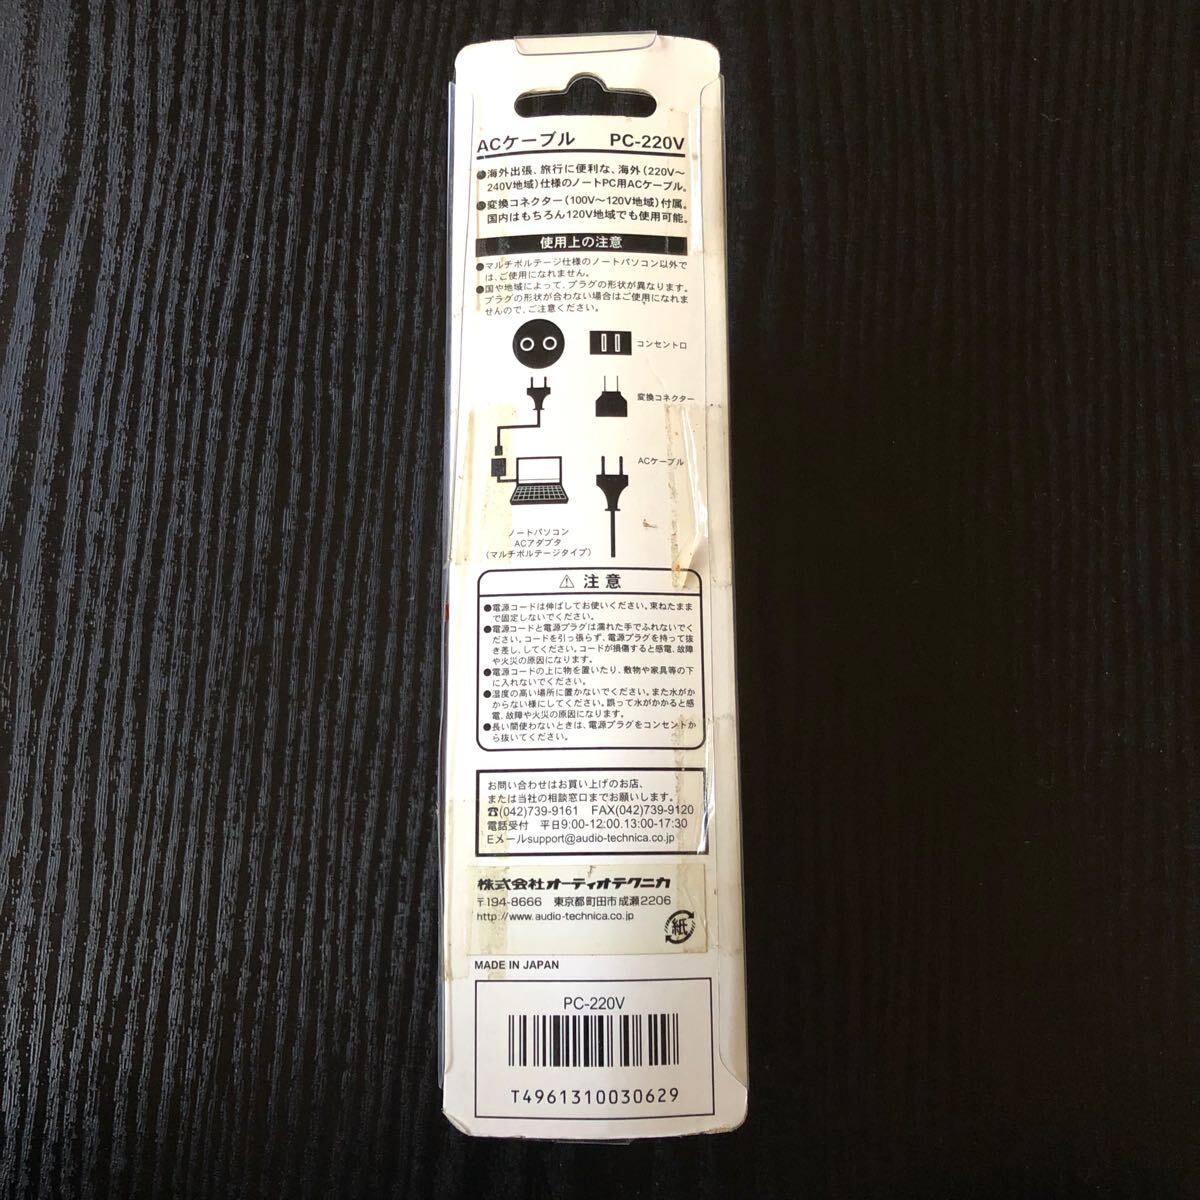 ACケーブル PC-220V
●海外出張、旅行に便利な、海外(220V〜
240V地域)仕様のノートPC用ACケーブル。
●変換コネクター(100V〜120V地域)付属。
国内はもちろん120V地域でも使用可能。
使用上の注意
●マルチボルテージ仕様のノートパソコン以外で
は、ご使用になれません。
●国や地域によって、プラグの形状が異なります。
プラグの形状が合わない場合はご使用になれま
せんので、ご注意ください。
コンセント口
変換コネクター
ACケーブル
ノートパソコン
ACアダプタ
(マルチボルテージタイプ)
⚠ 注意
●電源コードは伸ばしてお使いください。束ねたまま
で固定しないでください。
●電源コードと電源プラグは濡れた手でふれないでく
ださい。コードを引っ張らず、電源プラグを持って抜
き差し、してください。コードが損傷すると感電、故障
や火災の原因になります。
●電源コードの上に物を置いたり、敷物や家具等の下
に入れないでください。
●湿度の高い場所に置かないでください。また水がか
からない様にしてください。誤って水がかかると感
電、故障や火災の原因になります。
●長い間使わないときは、電源プラグをコンセントか
ら抜いてください。
お問い合わせはお買い上げのお店、
または当社の相談窓口までお願いします。
☎(042)739-9161 FAX(042)739-9120
電話受付 平日9:00-12:00.13:00-17:30
Eメールsupport@audio-technica.co.jp
株式会社オーディオテクニカ
〒194-8666 東京都町田市成瀬2206
http://www.audio-technica.co.jp
紙
MADE IN JAPAN
PC-220V
T4961310030629